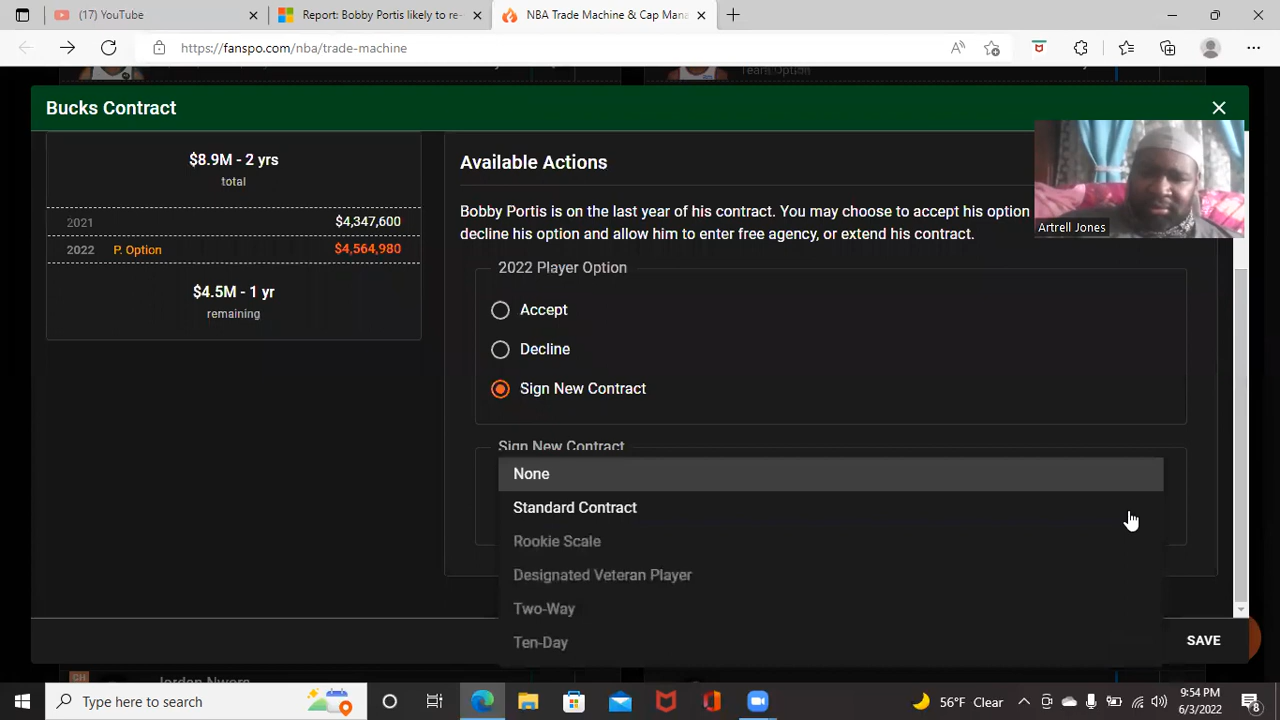 (17) YouTube
Report: Bobby Portis likely to re-
NBA Trade Machine & Cap Mana
https://fanspo.com/nba/trade-machine
Team Option
Bucks Contract
$8.9M - 2 yrs
total
2021 $4,347,600
2022 P. Option $4,564,980
$4.5M - 1 yr
remaining
Available Actions
Bobby Portis is on the last year of his contract. You may choose to accept his option
decline his option and allow him to enter free agency, or extend his contract.
2022 Player Option
Accept
Decline
Sign New Contract
Sign New Contract
None
Standard Contract
Rookie Scale
Designated Veteran Player
Two-Way
Ten-Day
SAVE
Artrell Jones
Jordan Nwora
Type here to search
56°F Clear
9:54 PM
6/3/2022
8